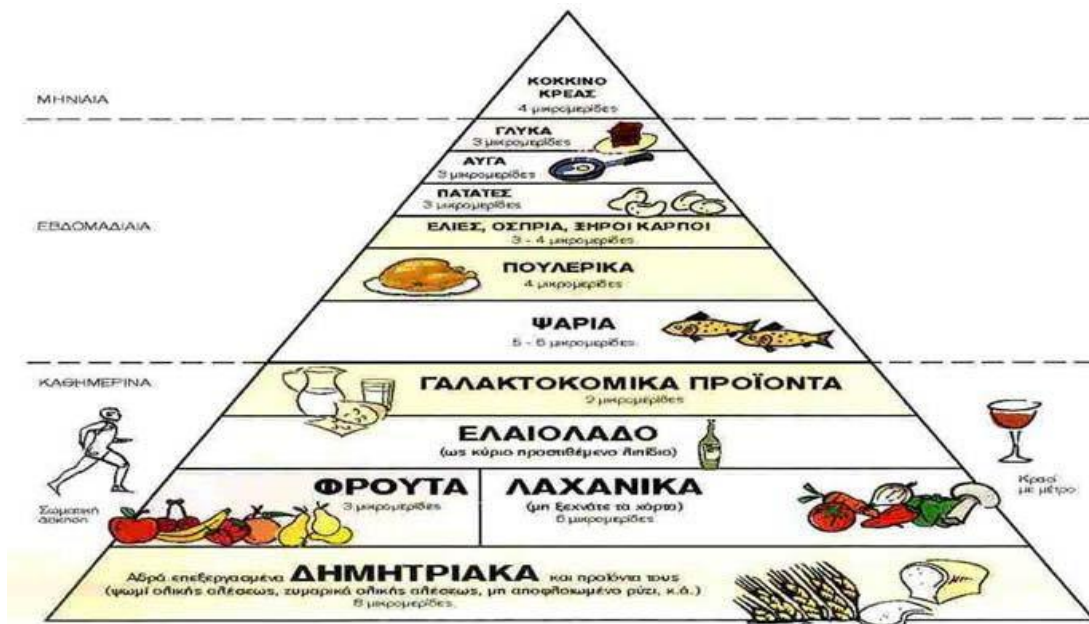 ΜΗΝΙΑΙΑ
ΚΟΚΚΙΝΟ
ΚΡΕΑΣ
4 μικρομερίδες
ΓΛΥΚΑ
3 μικρομερίδες
ΑΥΓΑ
3 μικρομερίδες
ΠΑΤΑΤΕΣ
3 μικρομερίδες
ΕΒΔΟΜΑΔΙΑΙΑ
ΕΛΙΕΣ, ΟΣΠΡΙΑ, ΞΗΡΟΙ ΚΑΡΠΟΙ
3 - 4 μικρομερίδες
ΠΟΥΛΕΡΙΚΑ
4 μικρομερίδες
ΨΑΡΙΑ
5 - 6 μικρομερίδες
ΚΑΘΗΜΕΡΙΝΑ
ΓΑΛΑΚΤΟΚΟΜΙΚΑ ΠΡΟΪΟΝΤΑ
2 μικρομερίδες
ΕΛΑΙΟΛΑΔΟ
(ως κύριο προστιθέμενο λιπίδιο)
Σωματική
άσκηση
ΦΡΟΥΤΑ
3 μικρομερίδες
ΛΑΧΑΝΙΚΑ
(μη ξεχνάτε τα χόρτα)
6 μικρομερίδες
Κρασί
με μέτρο
Αδρά επεξεργασμένα ΔΗΜΗΤΡΙΑΚΑ και προϊόντα τους
(ψωμί ολικής αλέσεως, ζυμαρικά ολικής αλέσεως, μη αποφλοιωμένο ρύζι, κ.ά.)
8 μικρομερίδες